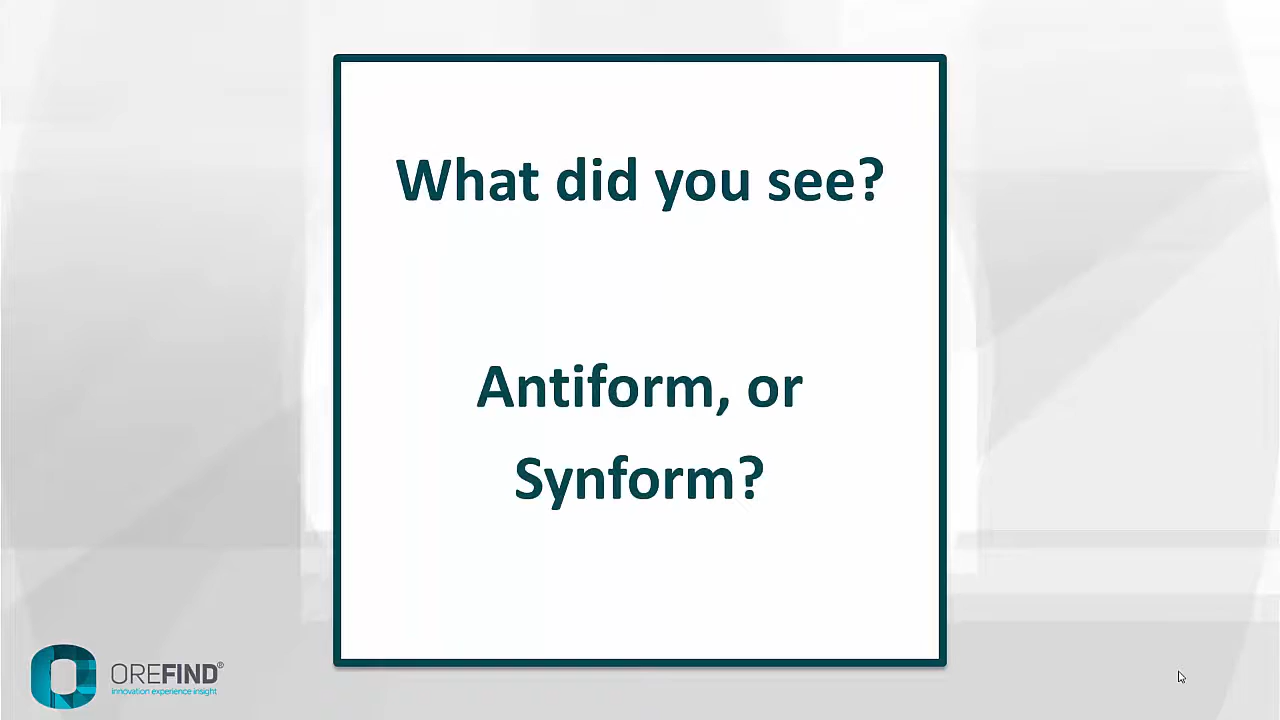 What did you see?
Antiform, or
Synform?
OREFIND®
innovation experience insight